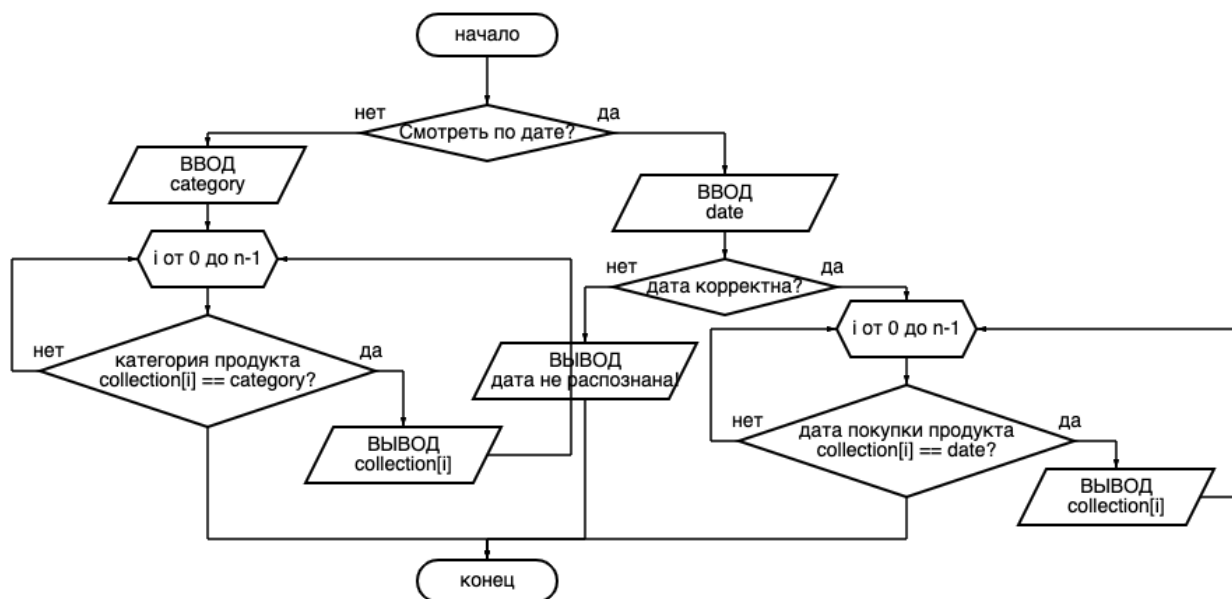 начало
нет
да
Смотреть по дате?
ВВОД
category
ВВОД
date
i от 0 до n-1
нет
да
дата корректна?
i от 0 до n-1
нет
да
категория продукта
collection[i] == category?
ВЫВОД
дата не распознана!
нет
да
дата покупки продукта
collection[i] == date?
ВЫВОД
collection[i]
ВЫВОД
collection[i]
конец